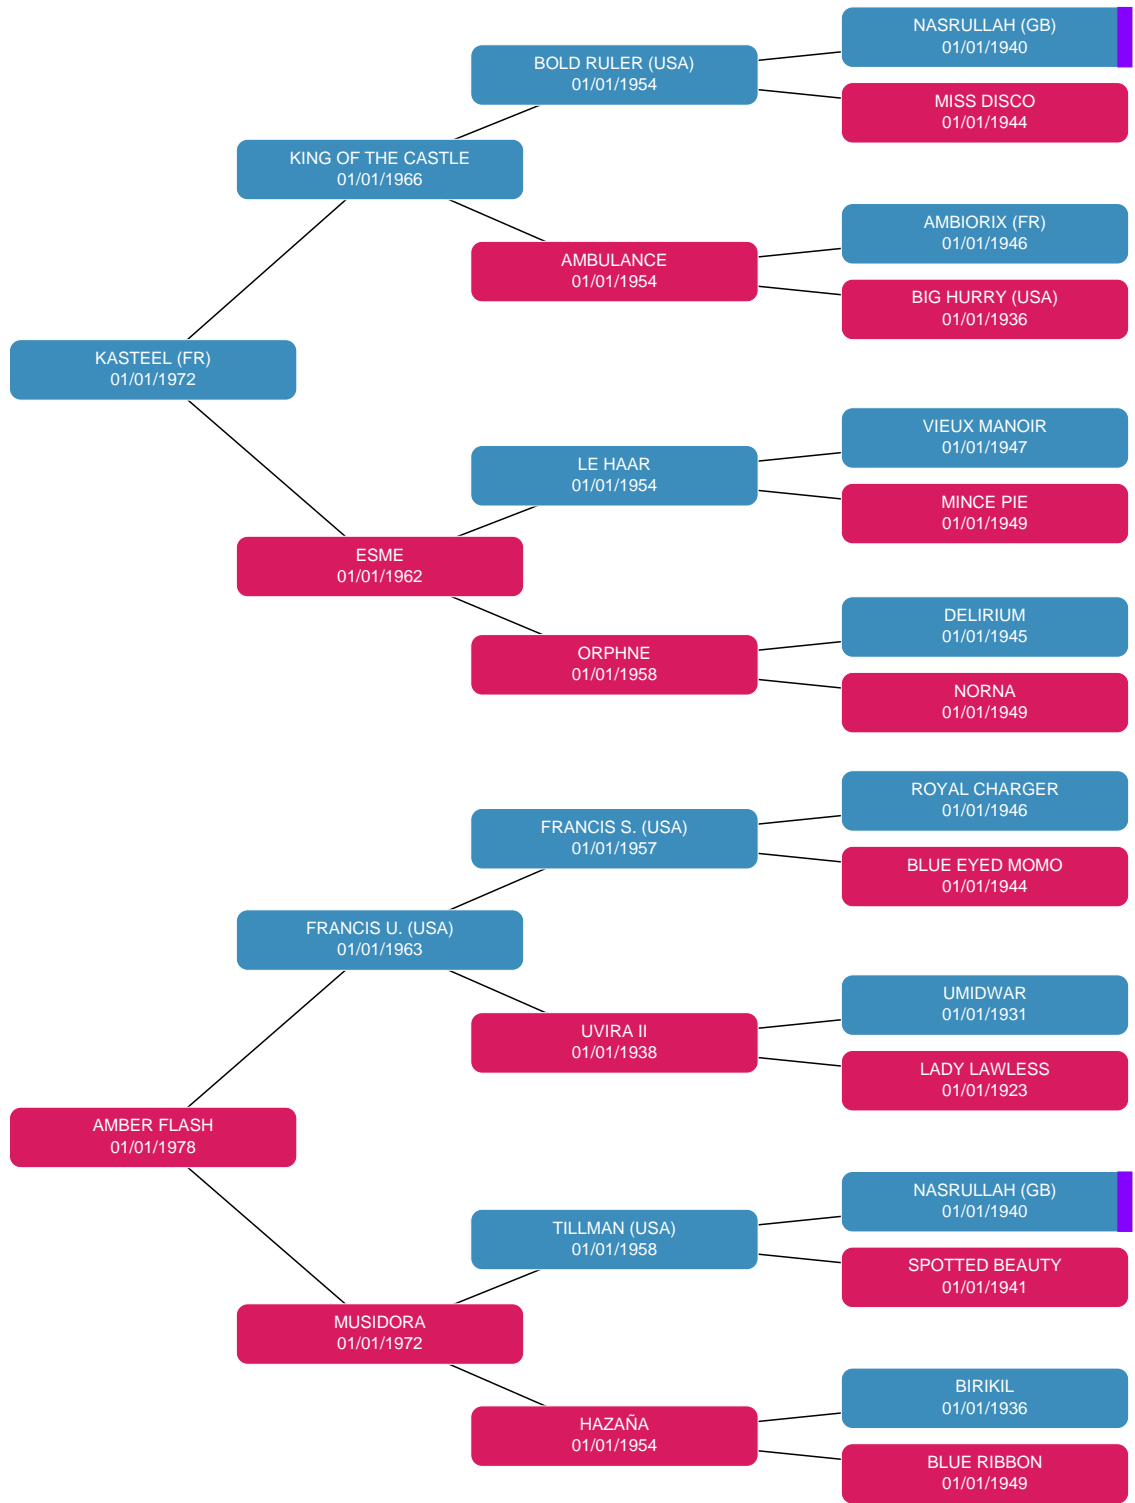 NASRULLAH (GB)
01/01/1940
BOLD RULER (USA)
01/01/1954
MISS DISCO
01/01/1944
KING OF THE CASTLE
01/01/1966
AMBIORIX (FR)
01/01/1946
AMBULANCE
01/01/1954
BIG HURRY (USA)
01/01/1936
KASTEEL (FR)
01/01/1972
VIEUX MANOIR
01/01/1947
LE HAAR
01/01/1954
MINCE PIE
01/01/1949
ESME
01/01/1962
DELIRIUM
01/01/1945
ORPHNE
01/01/1958
NORNA
01/01/1949
ROYAL CHARGER
01/01/1946
FRANCIS S. (USA)
01/01/1957
BLUE EYED MOMO
01/01/1944
FRANCIS U. (USA)
01/01/1963
UMIDWAR
01/01/1931
UVIRA II
01/01/1938
LADY LAWLESS
01/01/1923
AMBER FLASH
01/01/1978
NASRULLAH (GB)
01/01/1940
TILLMAN (USA)
01/01/1958
SPOTTED BEAUTY
01/01/1941
MUSIDORA
01/01/1972
BIRIKIL
01/01/1936
HAZAÑA
01/01/1954
BLUE RIBBON
01/01/1949